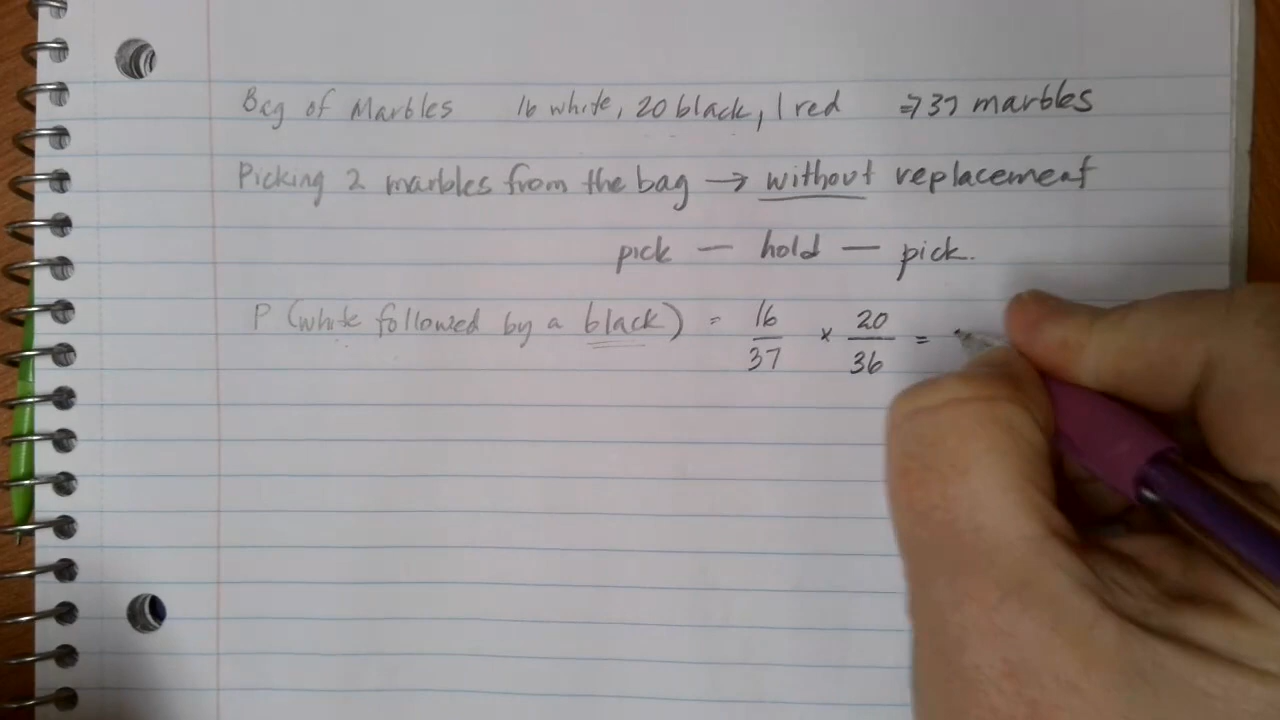 Bag of Marbles 16 white, 20 black, 1 red => 37 marbles
Picking 2 marbles from the bag → without replacement
pick — hold — pick.
P (white followed by a black) = 16/37 × 20/36 =